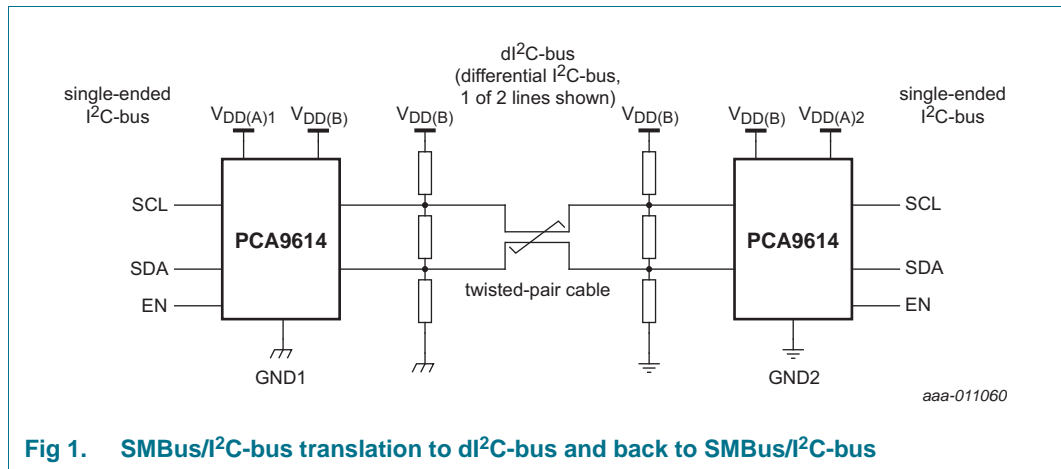 dI²C-bus
(differential I²C-bus,
1 of 2 lines shown)
single-ended
I²C-bus
single-ended
I²C-bus
VDD(A)1
VDD(B)
VDD(B)
VDD(B)
VDD(B)
VDD(A)2
SCL
SCL
PCA9614
PCA9614
SDA
SDA
twisted-pair cable
EN
EN
GND1
GND2
aaa-011060
Fig 1. SMBus/I²C-bus translation to dI²C-bus and back to SMBus/I²C-bus